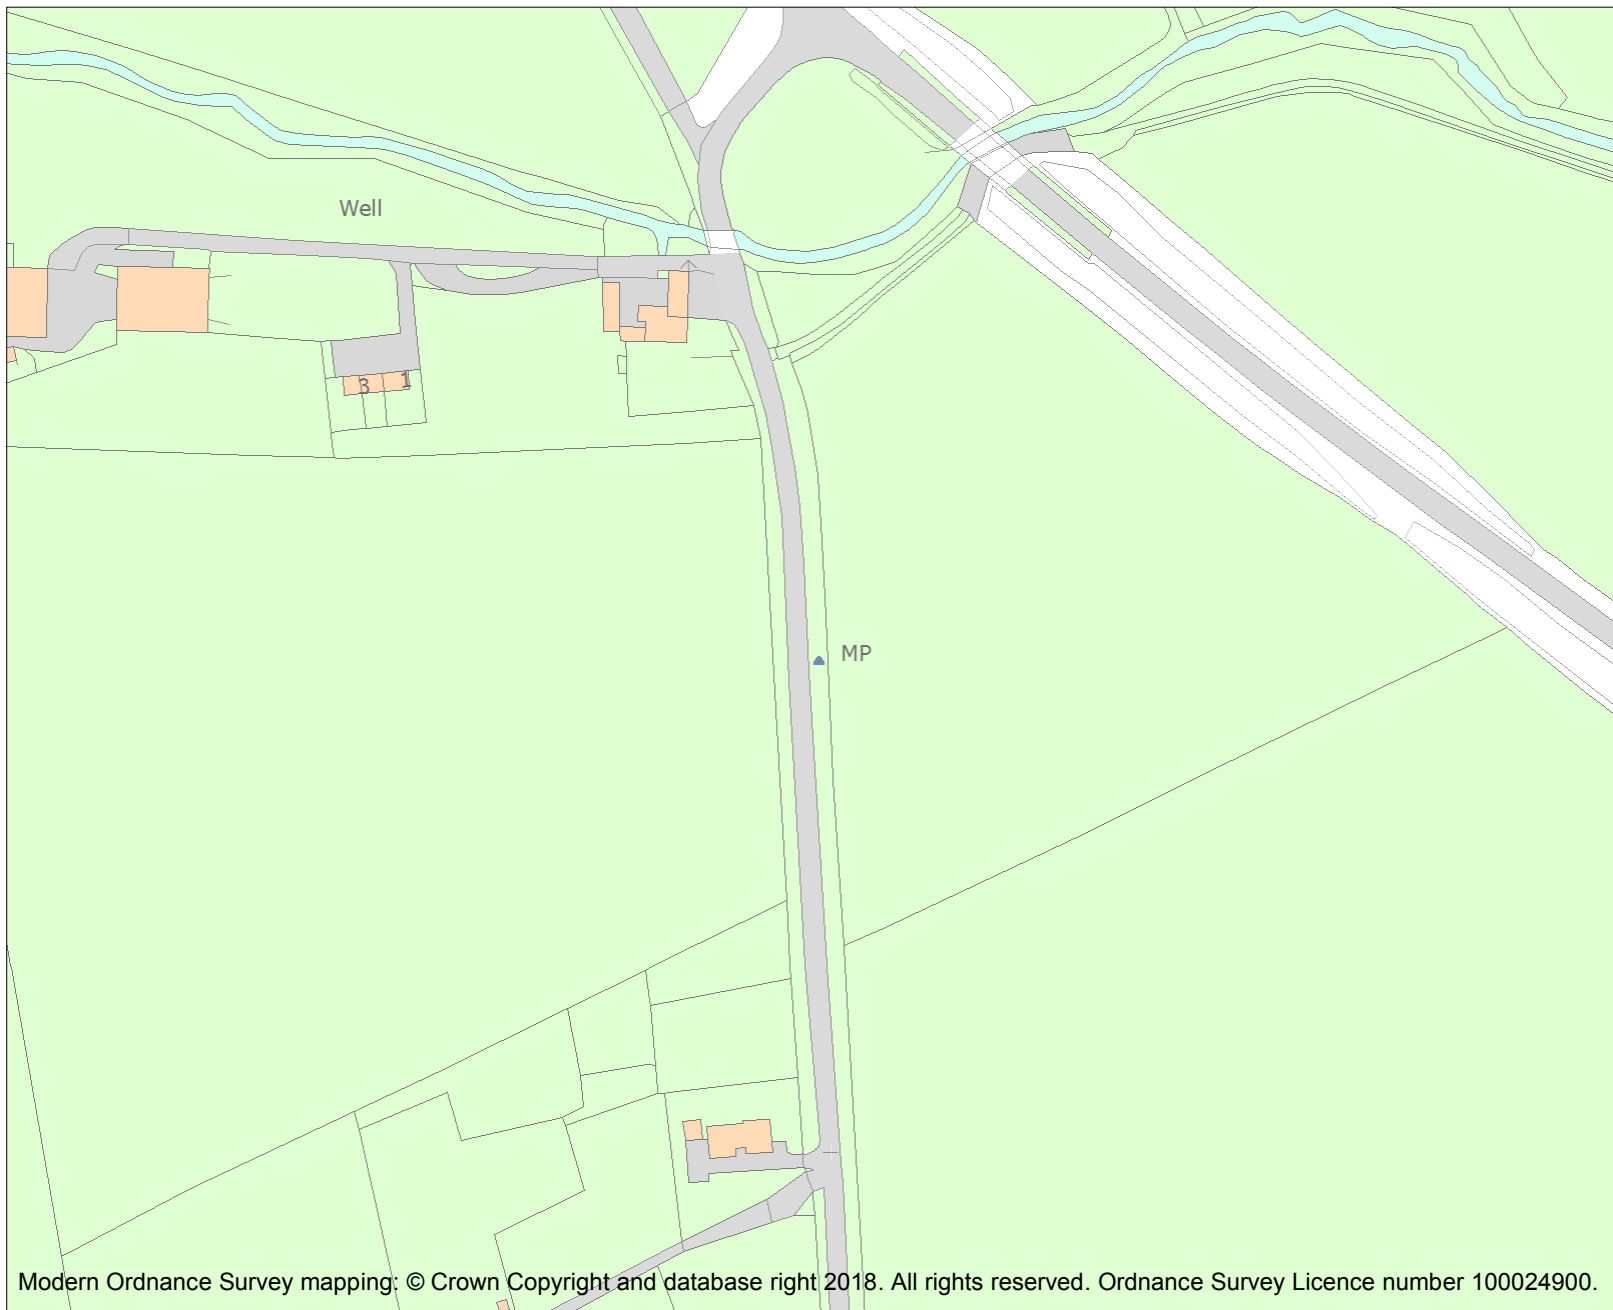 Well
3 1
MP
Modern Ordnance Survey mapping: © Crown Copyright and database right 2018. All rights reserved. Ordnance Survey Licence number 100024900.